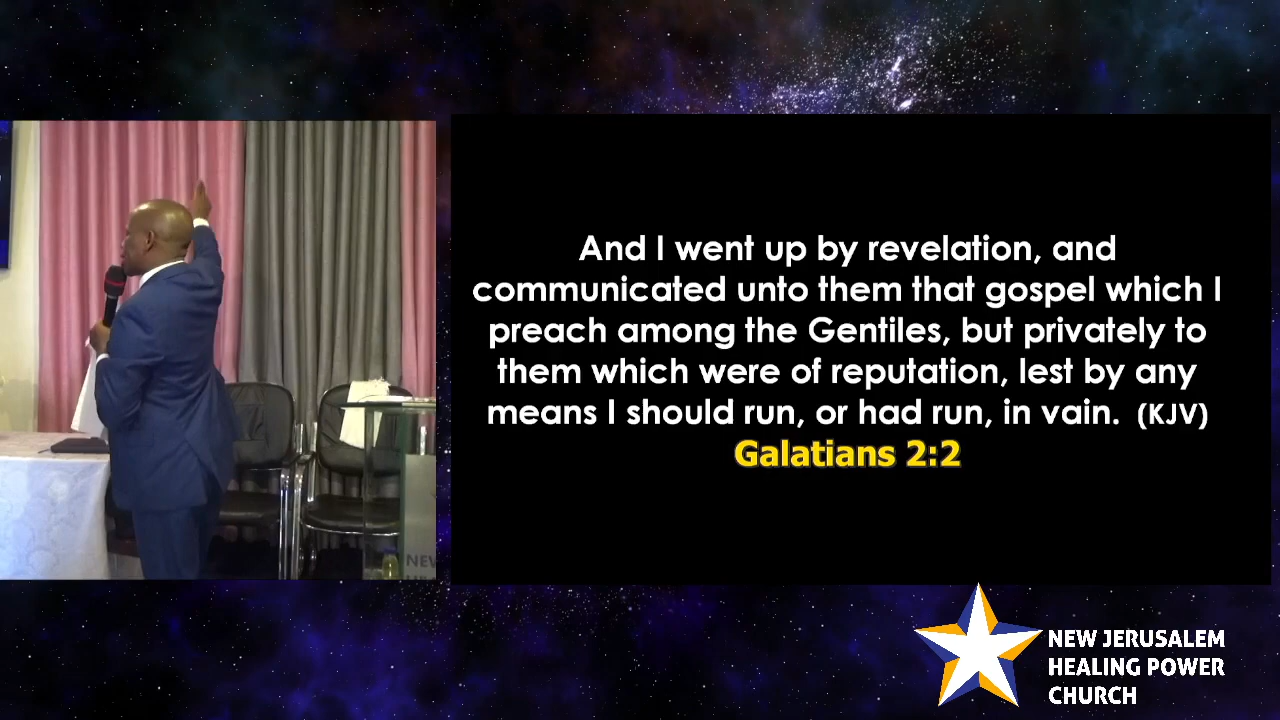 And I went up by revelation, and
communicated unto them that gospel which I
preach among the Gentiles, but privately to
them which were of reputation, lest by any
means I should run, or had run, in vain. (KJV)
Galatians 2:2
NEW JERUSALEM
HEALING POWER
CHURCH